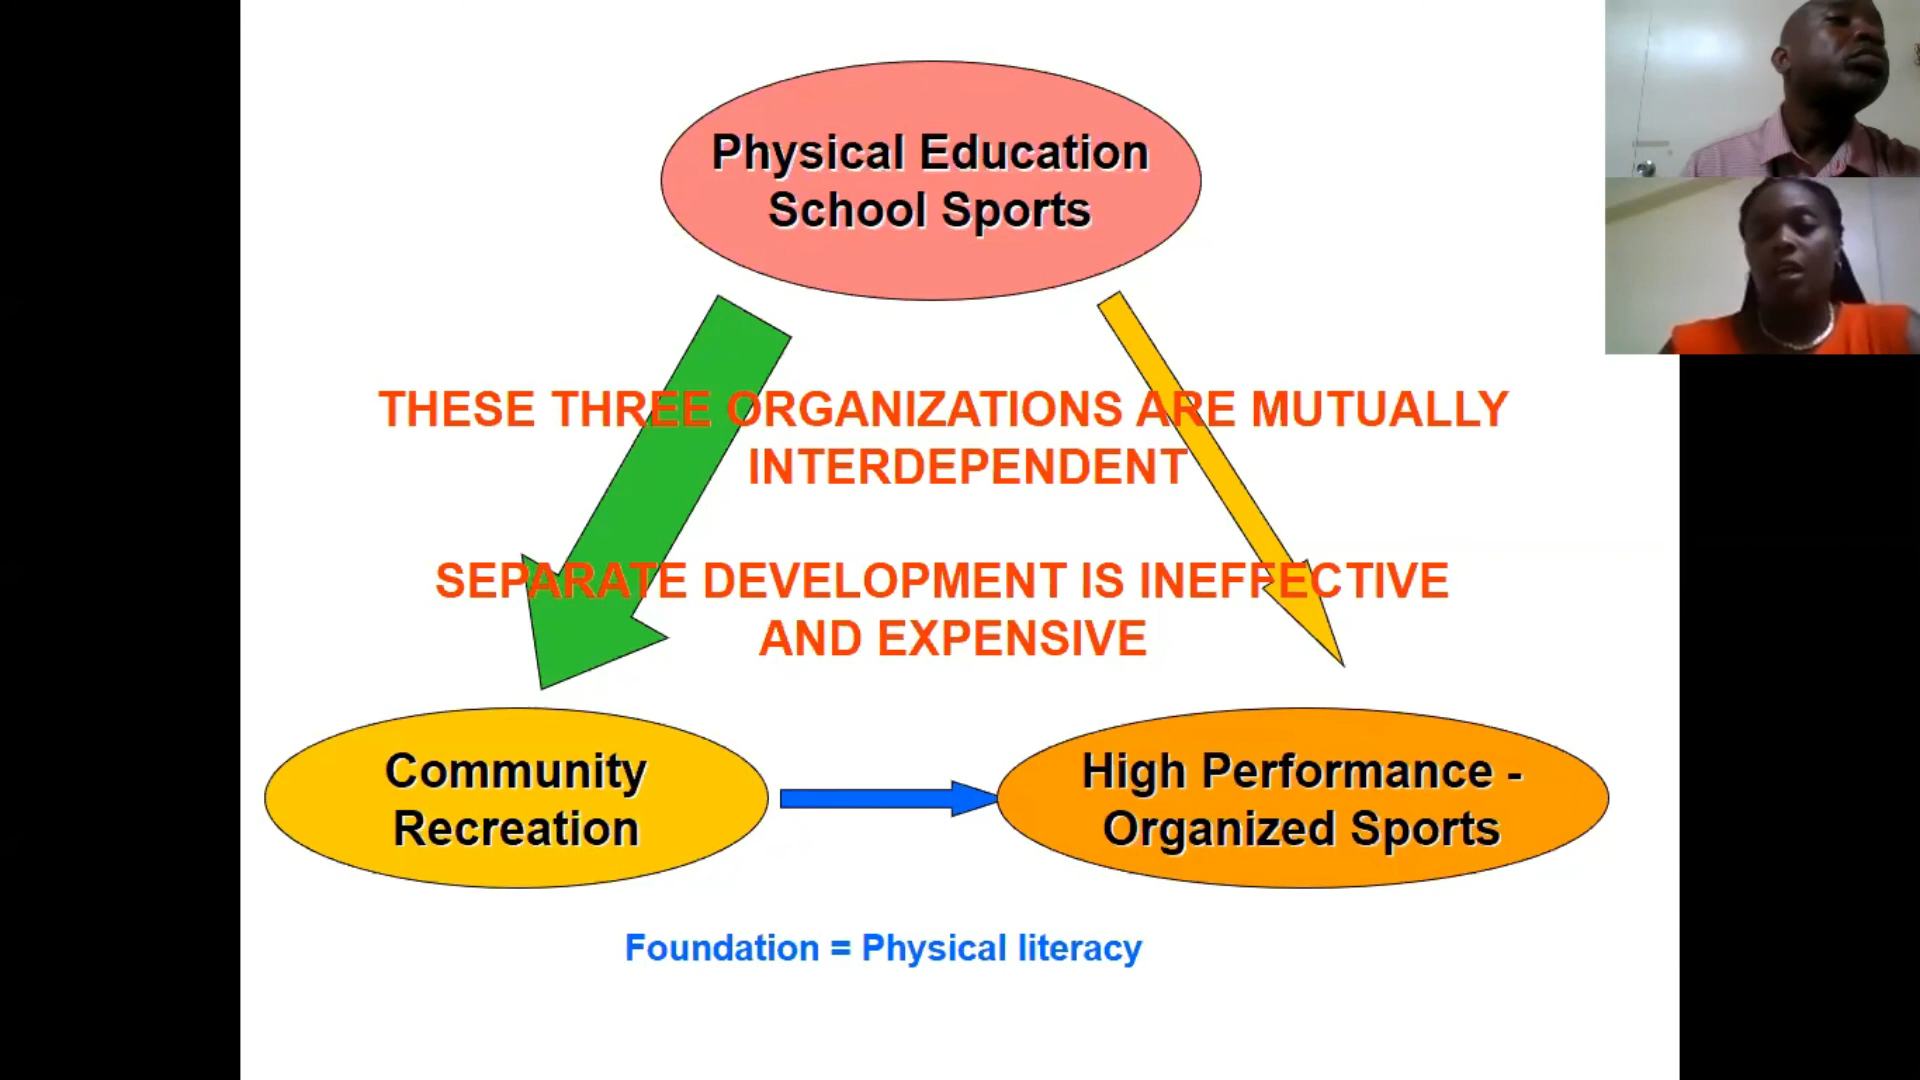 Physical Education
School Sports
THESE THREE ORGANIZATIONS ARE MUTUALLY
INTERDEPENDENT
SEPARATE DEVELOPMENT IS INEFFECTIVE
AND EXPENSIVE
Community
Recreation
High Performance -
Organized Sports
Foundation = Physical literacy